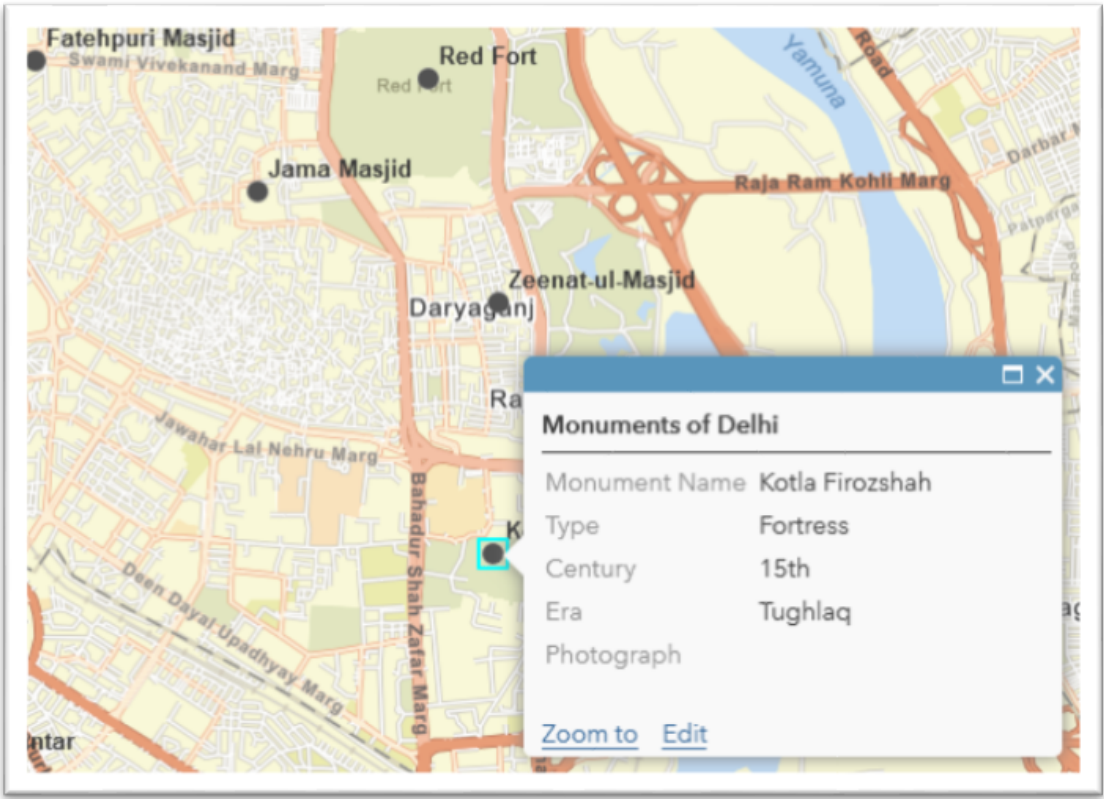 Fatehpuri Masjid
Swami Vivekanand Marg
Red Fort
Red Fort
Yamuna
Road
Jama Masjid
Raja Ram Kohli Marg
Darbar
Zeenat-ul-Masjid
Daryaganj
Monuments of Delhi
Jawahar Lal Nehru Marg
Monument Name Kotla Firozshah
Type Fortress
Century 15th
Era Tughlaq
Photograph
Bahadur Shah Zafar Marg
Deen Dayal Upadhyay Marg
Zoom to Edit